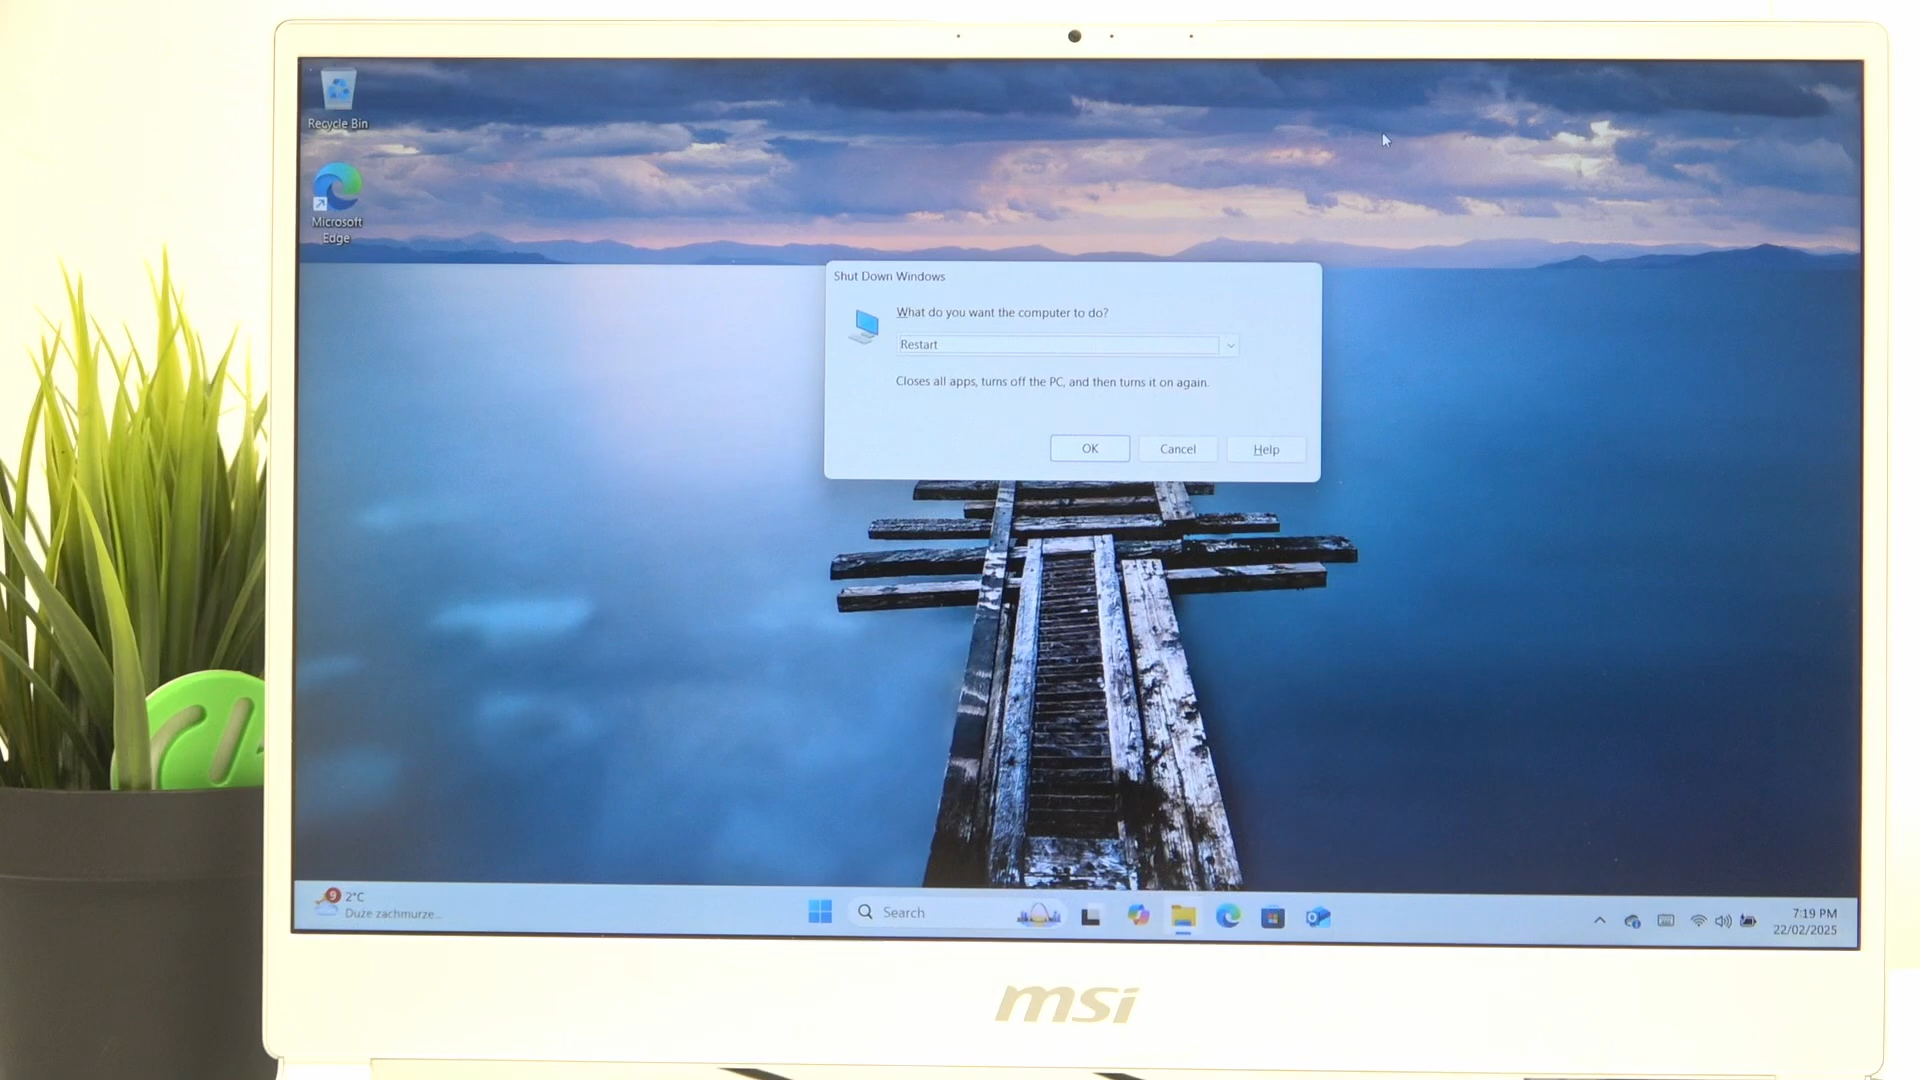 Recycle Bin
Microsoft
Edge
Shut Down Windows
What do you want the computer to do?
Restart
Closes all apps, turns off the PC, and then turns it on again.
OK
Cancel
Help
9
2°C
Duże zachmurze...
Search
7:19 PM
22/02/2025
msi